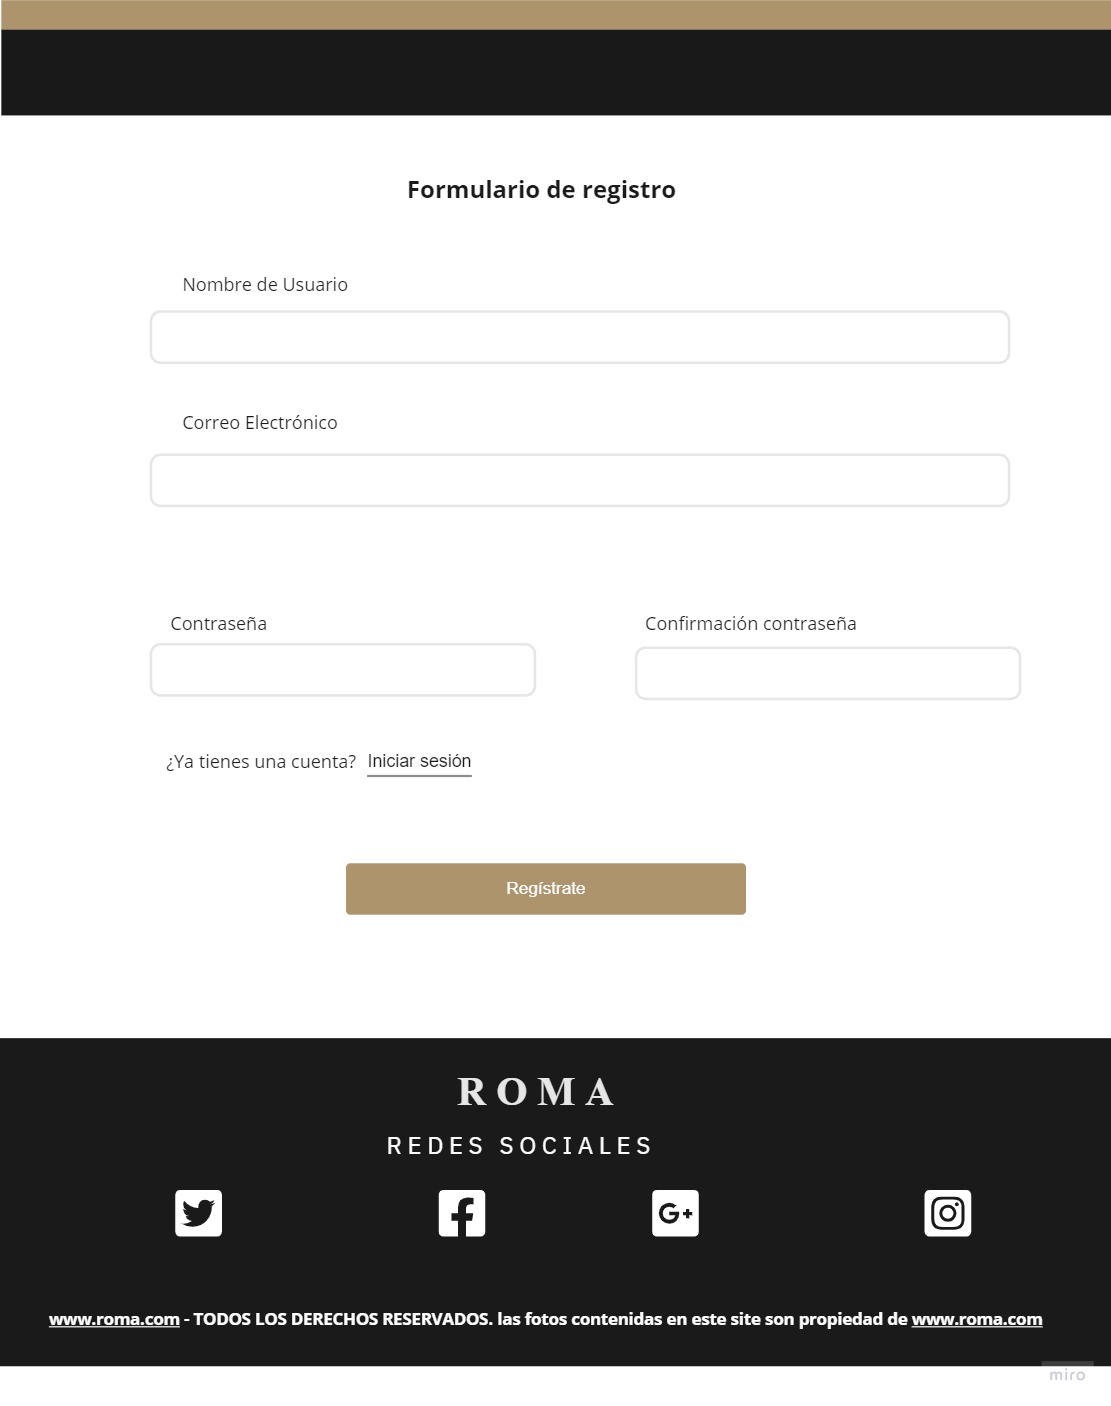 Formulario de registro
Nombre de Usuario
Correo Electrónico
Contraseña
Confirmación contraseña
¿Ya tienes una cuenta? Iniciar sesión
Regístrate
ROMA
REDES SOCIALES
G+
www.roma.com - TODOS LOS DERECHOS RESERVADOS. las fotos contenidas en este site son propiedad de www.roma.com
miro